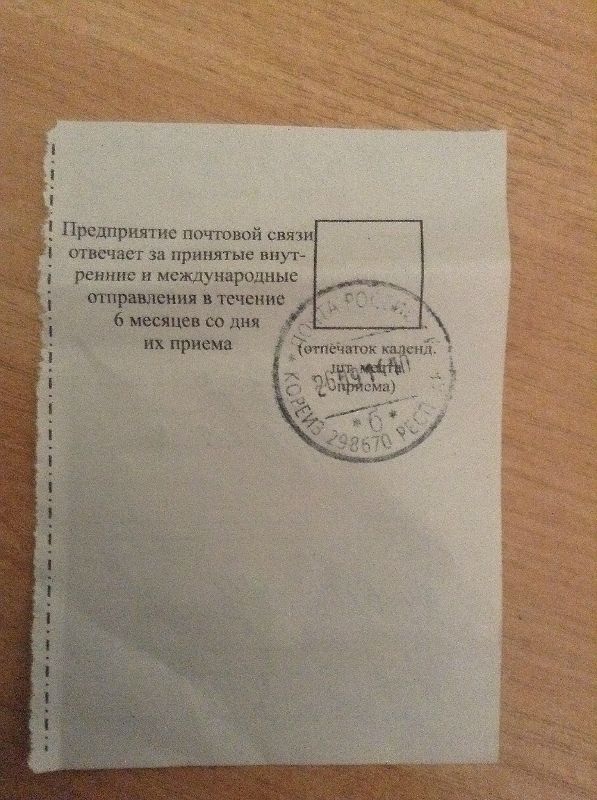 Предприятие почтовой связи
отвечает за принятые внут-
ренние и международные
отправления в течение
6 месяцев со дня
их приема
(отпечаток календ.
шт. места
приема)
ПОЧТА РОССИИ
* б *
КОРЕИЗ 298670 РЕСП